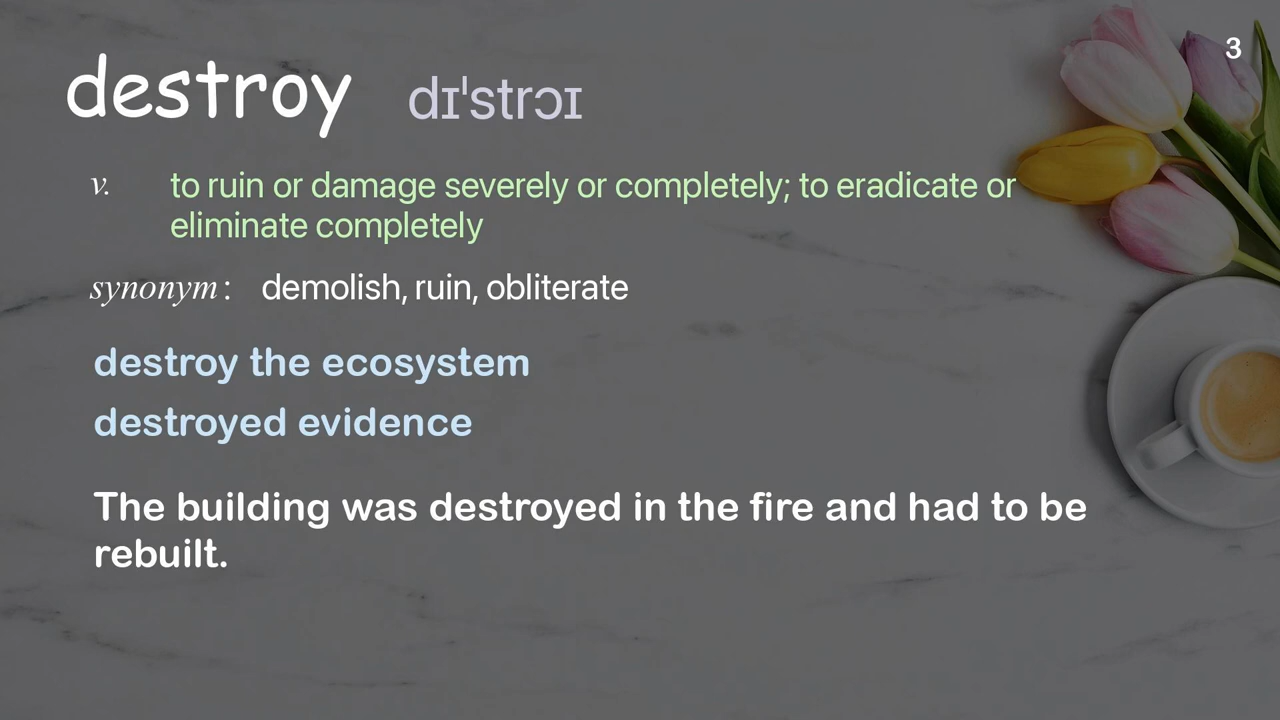 3
destroy dɪˈstrɔɪ
v. to ruin or damage severely or completely; to eradicate or
eliminate completely
synonym: demolish, ruin, obliterate
destroy the ecosystem
destroyed evidence
The building was destroyed in the fire and had to be
rebuilt.